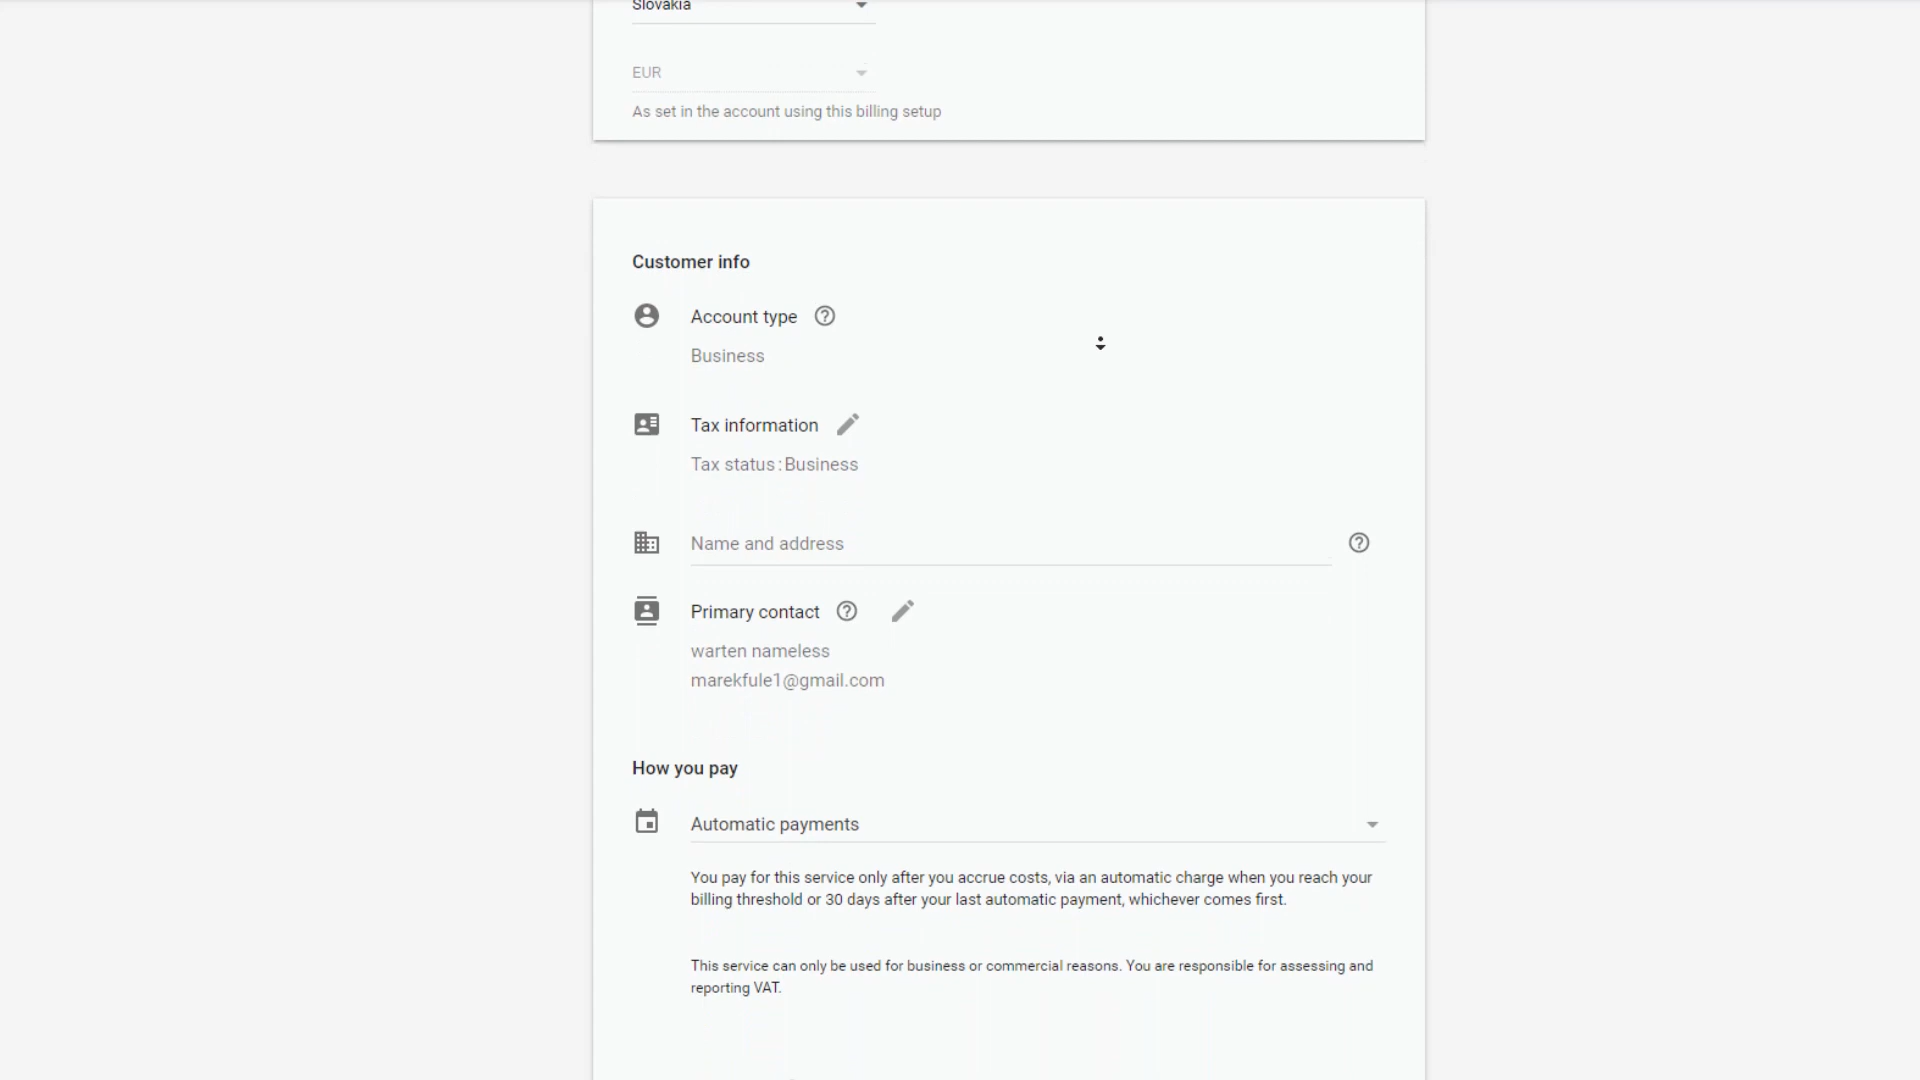 Slovakia
EUR
As set in the account using this billing setup
Customer info
Account type
Business
Tax information
Tax status : Business
Name and address
Primary contact
warten nameless
marekfule1@gmail.com
How you pay
Automatic payments
You pay for this service only after you accrue costs, via an automatic charge when you reach your
billing threshold or 30 days after your last automatic payment, whichever comes first.
This service can only be used for business or commercial reasons. You are responsible for assessing and
reporting VAT.